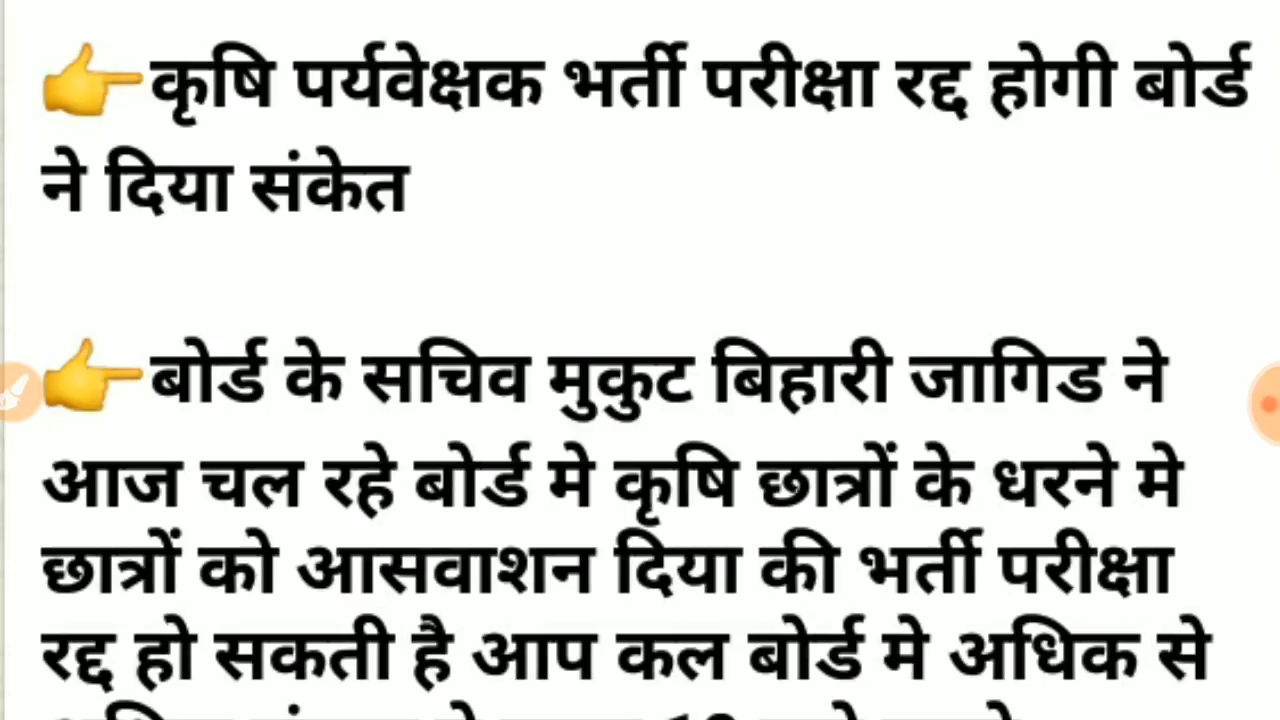 👉कृषि पर्यवेक्षक भर्ती परीक्षा रद्द होगी बोर्ड
ने दिया संकेत
👉बोर्ड के सचिव मुकुट बिहारी जागिड ने
आज चल रहे बोर्ड मे कृषि छात्रों के धरने मे
छात्रों को आसवाशन दिया की भर्ती परीक्षा
रद्द हो सकती है आप कल बोर्ड मे अधिक से